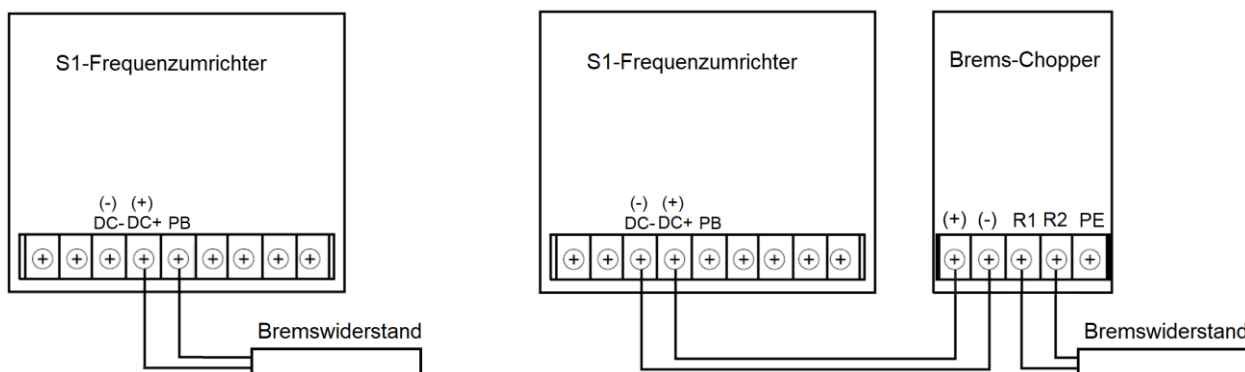 S1-Frequenzumrichter
(-) (+)
DC- DC+ PB
Bremswiderstand
S1-Frequenzumrichter
(-) (+)
DC- DC+ PB
Brems-Chopper
(+) (-) R1 R2 PE
Bremswiderstand